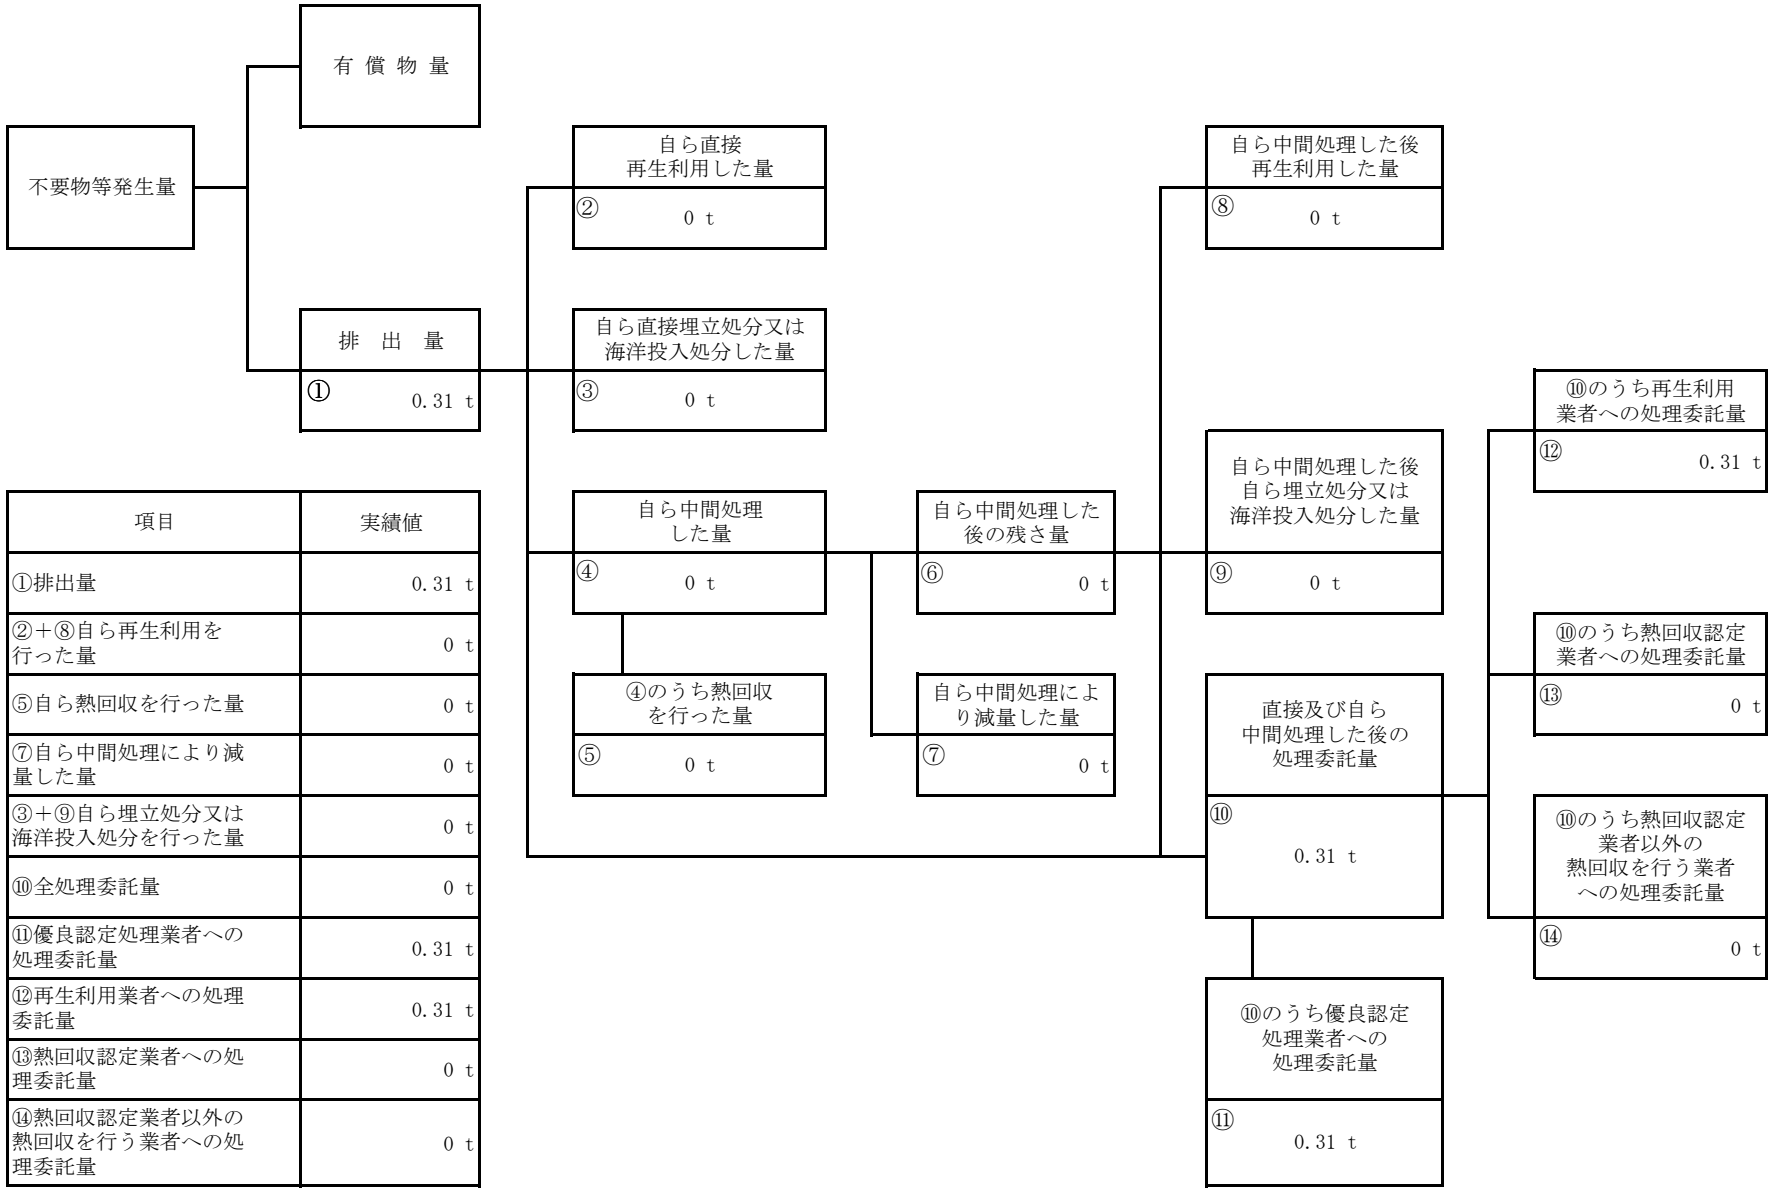 有 償 物 量
不要物等発生量
排 出 量
①
0.31 t
自ら直接
再生利用した量
②
0 t
自ら直接埋立処分又は
海洋投入処分した量
③
0 t
自ら中間処理
した量
④
0 t
④のうち熱回収
を行った量
⑤
0 t
自ら中間処理した
後の残さ量
⑥
0 t
自ら中間処理によ
り減量した量
⑦
0 t
自ら中間処理した後
再生利用した量
⑧
0 t
自ら中間処理した後
自ら埋立処分又は
海洋投入処分した量
⑨
0 t
直接及び自ら
中間処理した後の
処理委託量
⑩
0.31 t
⑩のうち優良認定
処理業者への
処理委託量
⑪
0.31 t
⑩のうち再生利用
業者への処理委託量
⑫
0.31 t
⑩のうち熱回収認定
業者への処理委託量
⑬
0 t
⑩のうち熱回収認定
業者以外の
熱回収を行う業者
への処理委託量
⑭
0 t
項目 実績値
①排出量 0.31 t
②＋⑧自ら再生利用を
行った量
0 t
⑤自ら熱回収を行った量 0 t
⑦自ら中間処理により減
量した量
0 t
③＋⑨自ら埋立処分又は
海洋投入処分を行った量
0 t
⑩全処理委託量 0 t
⑪優良認定処理業者への
処理委託量
0.31 t
⑫再生利用業者への処理
委託量
0.31 t
⑬熱回収認定業者への処
理委託量
0 t
⑭熱回収認定業者以外の
熱回収を行う業者への処
理委託量
0 t